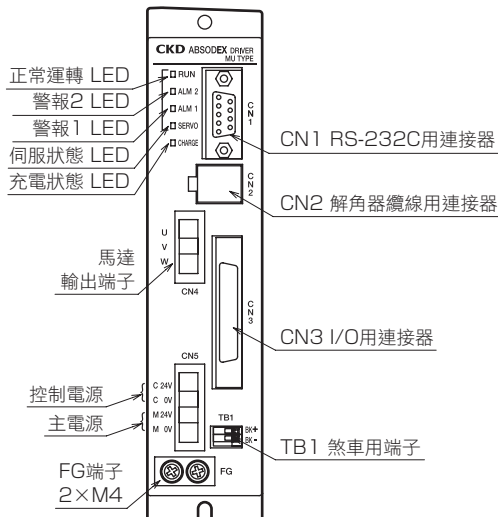 CKD ABSODEX DRIVER
MU TYPE
正常運轉 LED
RUN
警報2 LED
ALM 2
警報1 LED
ALM 1
伺服狀態 LED
SERVO
充電狀態 LED
CHARGE
CN1
CN1 RS-232C用連接器
CN2
CN2 解角器纜線用連接器
U
V
W
馬達
輸出端子
CN4
CN3
CN3 I/O用連接器
CN5
控制電源
C 24V
C 0V
主電源
M 24V
M 0V
TB1
BK+
BK-
TB1 煞車用端子
FG端子
2×M4
FG